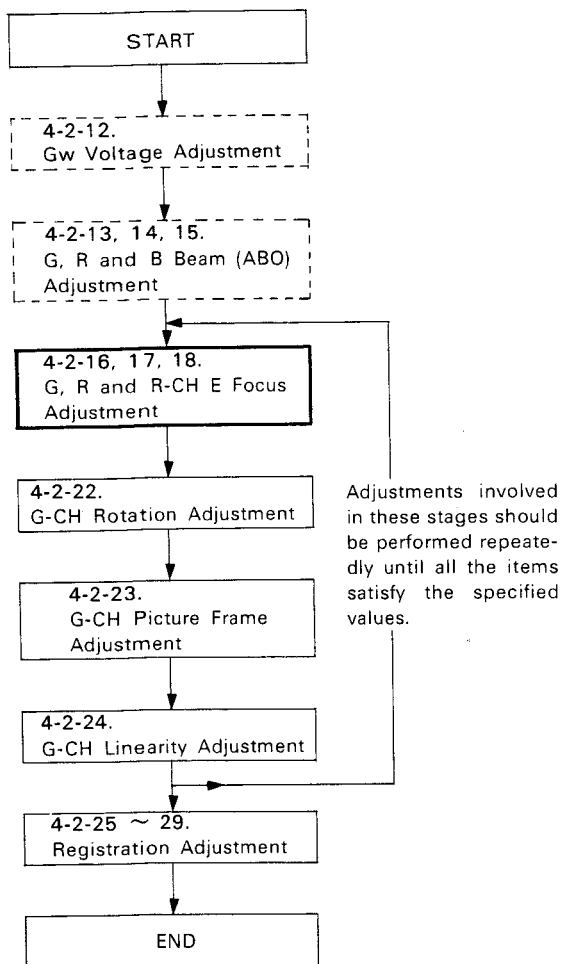 START
4-2-12.
Gw Voltage Adjustment
4-2-13, 14, 15.
G, R and B Beam (ABO)
Adjustment
4-2-16, 17, 18.
G, R and R-CH E Focus
Adjustment
4-2-22.
G-CH Rotation Adjustment
4-2-23.
G-CH Picture Frame
Adjustment
4-2-24.
G-CH Linearity Adjustment
Adjustments involved
in these stages should
be performed repeate-
dly until all the items
satisfy the specified
values.
4-2-25 ~ 29.
Registration Adjustment
END